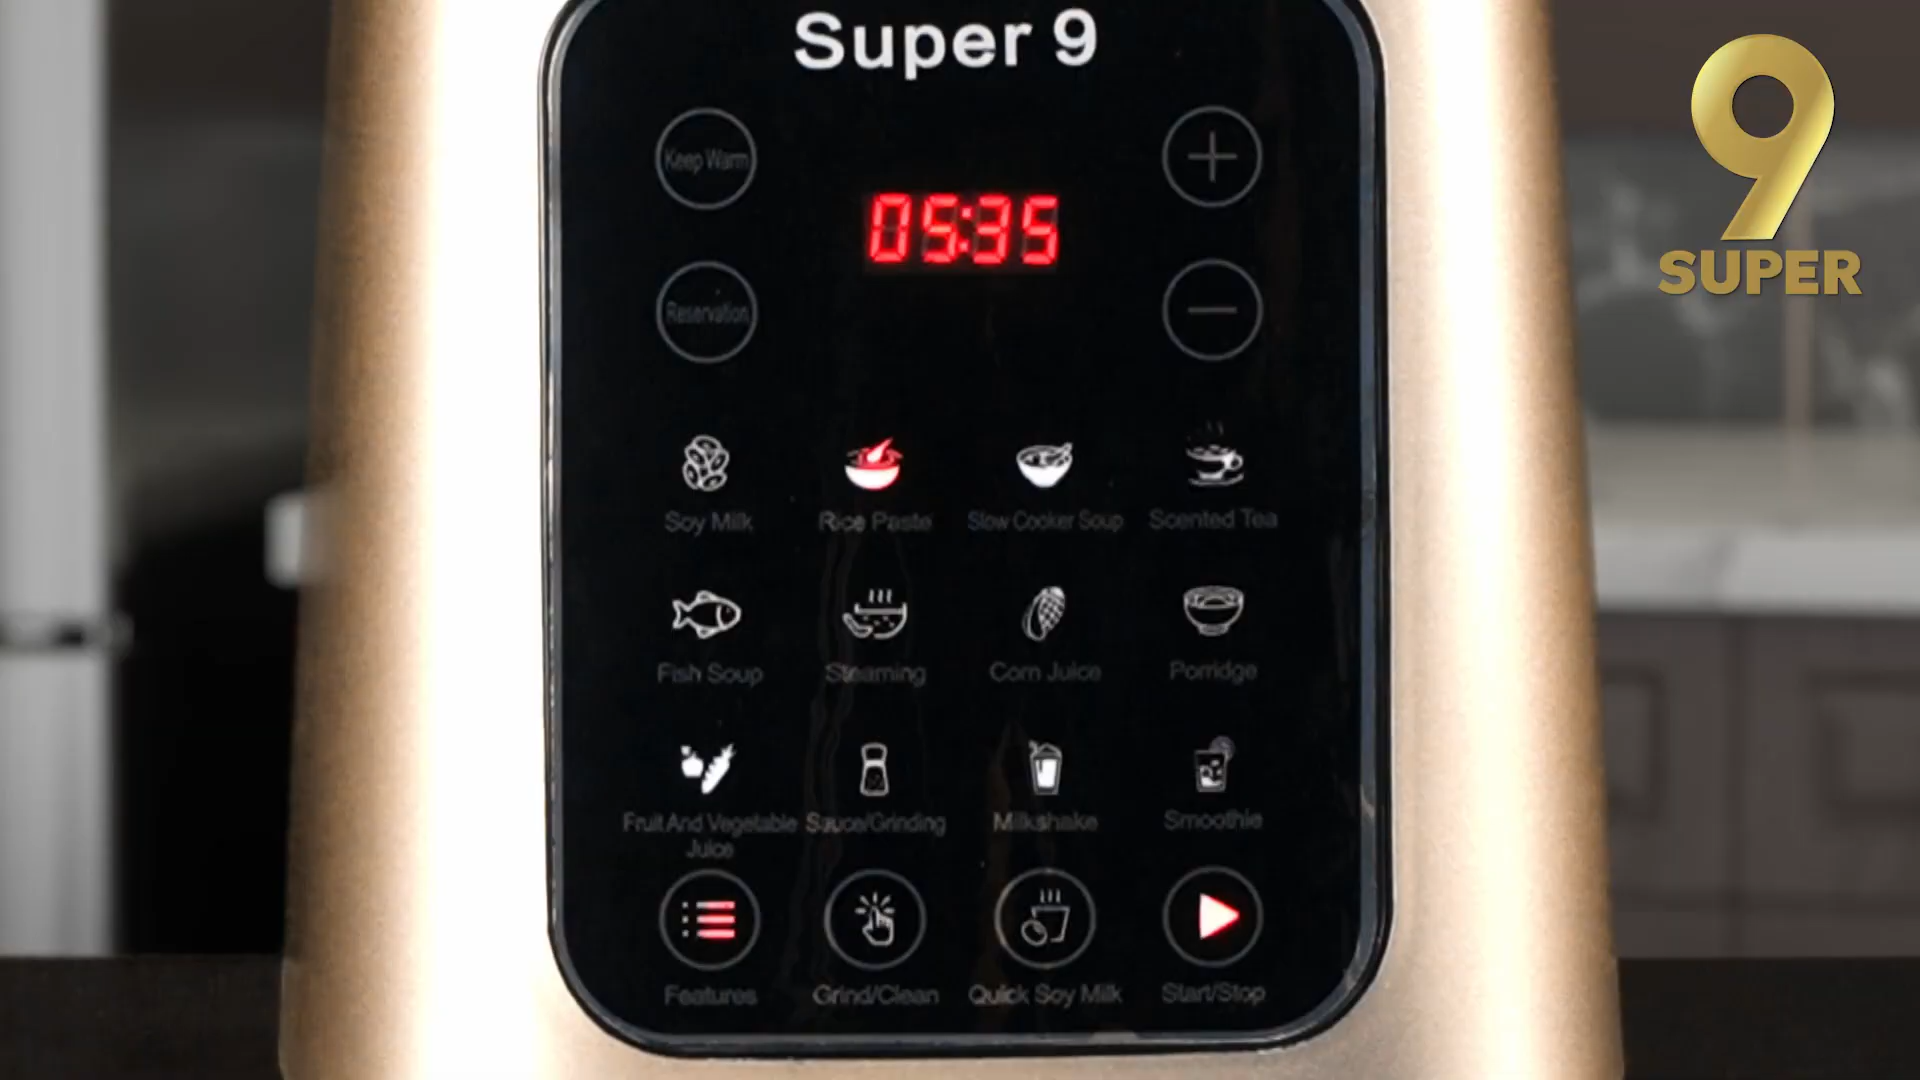 Super 9
9
SUPER
Keep Warm
05:35
Reservation
Soy Milk
Rice Paste
Slow Cooker Soup
Scented Tea
Fish Soup
Steaming
Corn Juice
Porridge
Fruit And Vegetable
Juice
Sauce/Grinding
Milkshake
Smoothie
Features
Grind/Clean
Quick Soy Milk
Start/Stop